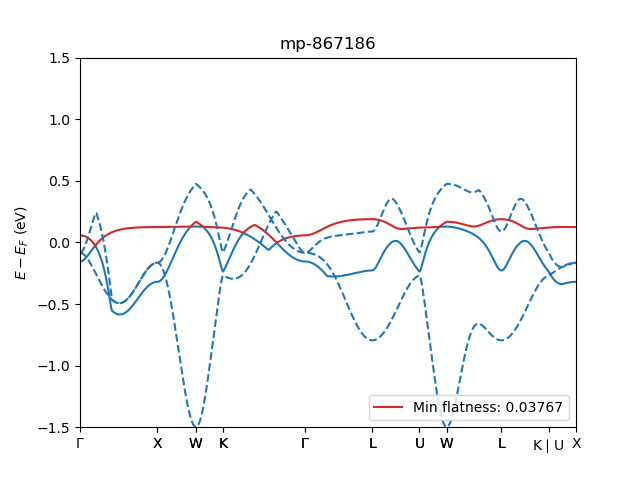 mp-867186
E − E_F (eV)
1.5
1.0
0.5
0.0
−0.5
−1.0
−1.5
Min flatness: 0.03767
Γ X W K Γ L U W L K | U X